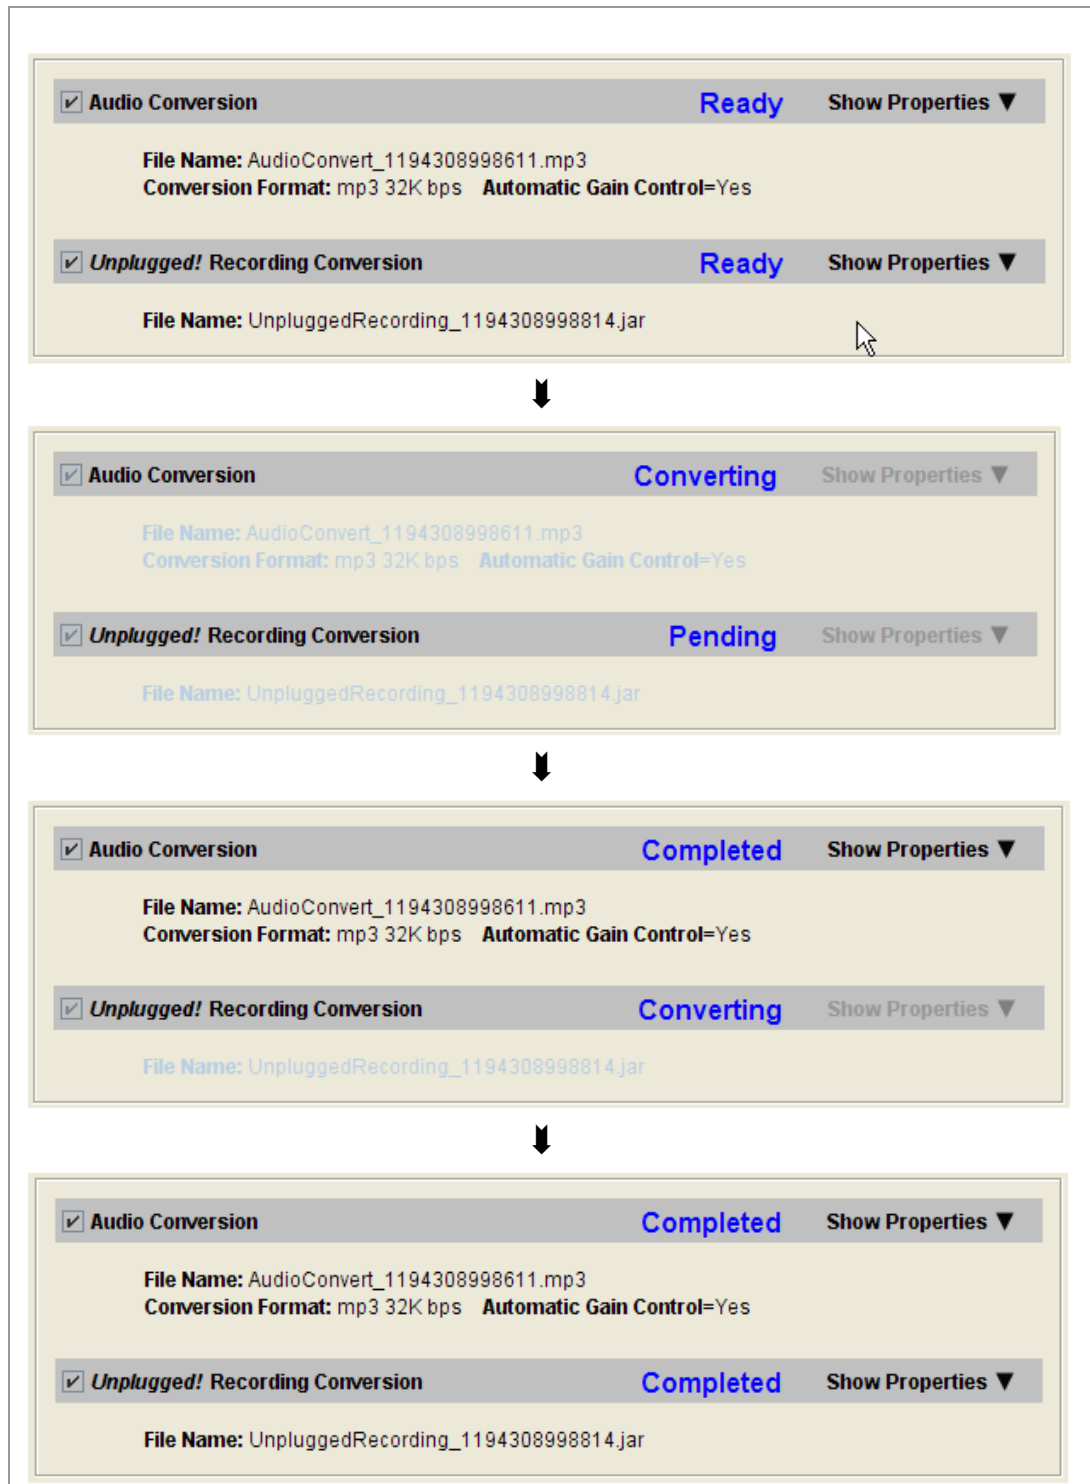 Audio Conversion Ready Show Properties ▼
File Name: AudioConvert_1194308998611.mp3
Conversion Format: mp3 32K bps Automatic Gain Control=Yes
Unplugged! Recording Conversion Ready Show Properties ▼
File Name: UnpluggedRecording_1194308998814.jar
Audio Conversion Converting Show Properties ▼
File Name: AudioConvert_1194308998611.mp3
Conversion Format: mp3 32K bps Automatic Gain Control=Yes
Unplugged! Recording Conversion Pending Show Properties ▼
File Name: UnpluggedRecording_1194308998814.jar
Audio Conversion Completed Show Properties ▼
File Name: AudioConvert_1194308998611.mp3
Conversion Format: mp3 32K bps Automatic Gain Control=Yes
Unplugged! Recording Conversion Converting Show Properties ▼
File Name: UnpluggedRecording_1194308998814.jar
Audio Conversion Completed Show Properties ▼
File Name: AudioConvert_1194308998611.mp3
Conversion Format: mp3 32K bps Automatic Gain Control=Yes
Unplugged! Recording Conversion Completed Show Properties ▼
File Name: UnpluggedRecording_1194308998814.jar